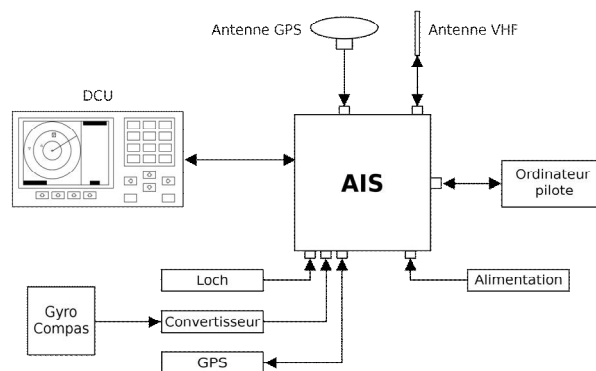 Antenne GPS
Antenne VHF
DCU
AIS
Ordinateur
pilote
Loch
Alimentation
Gyro
Compas
Convertisseur
GPS